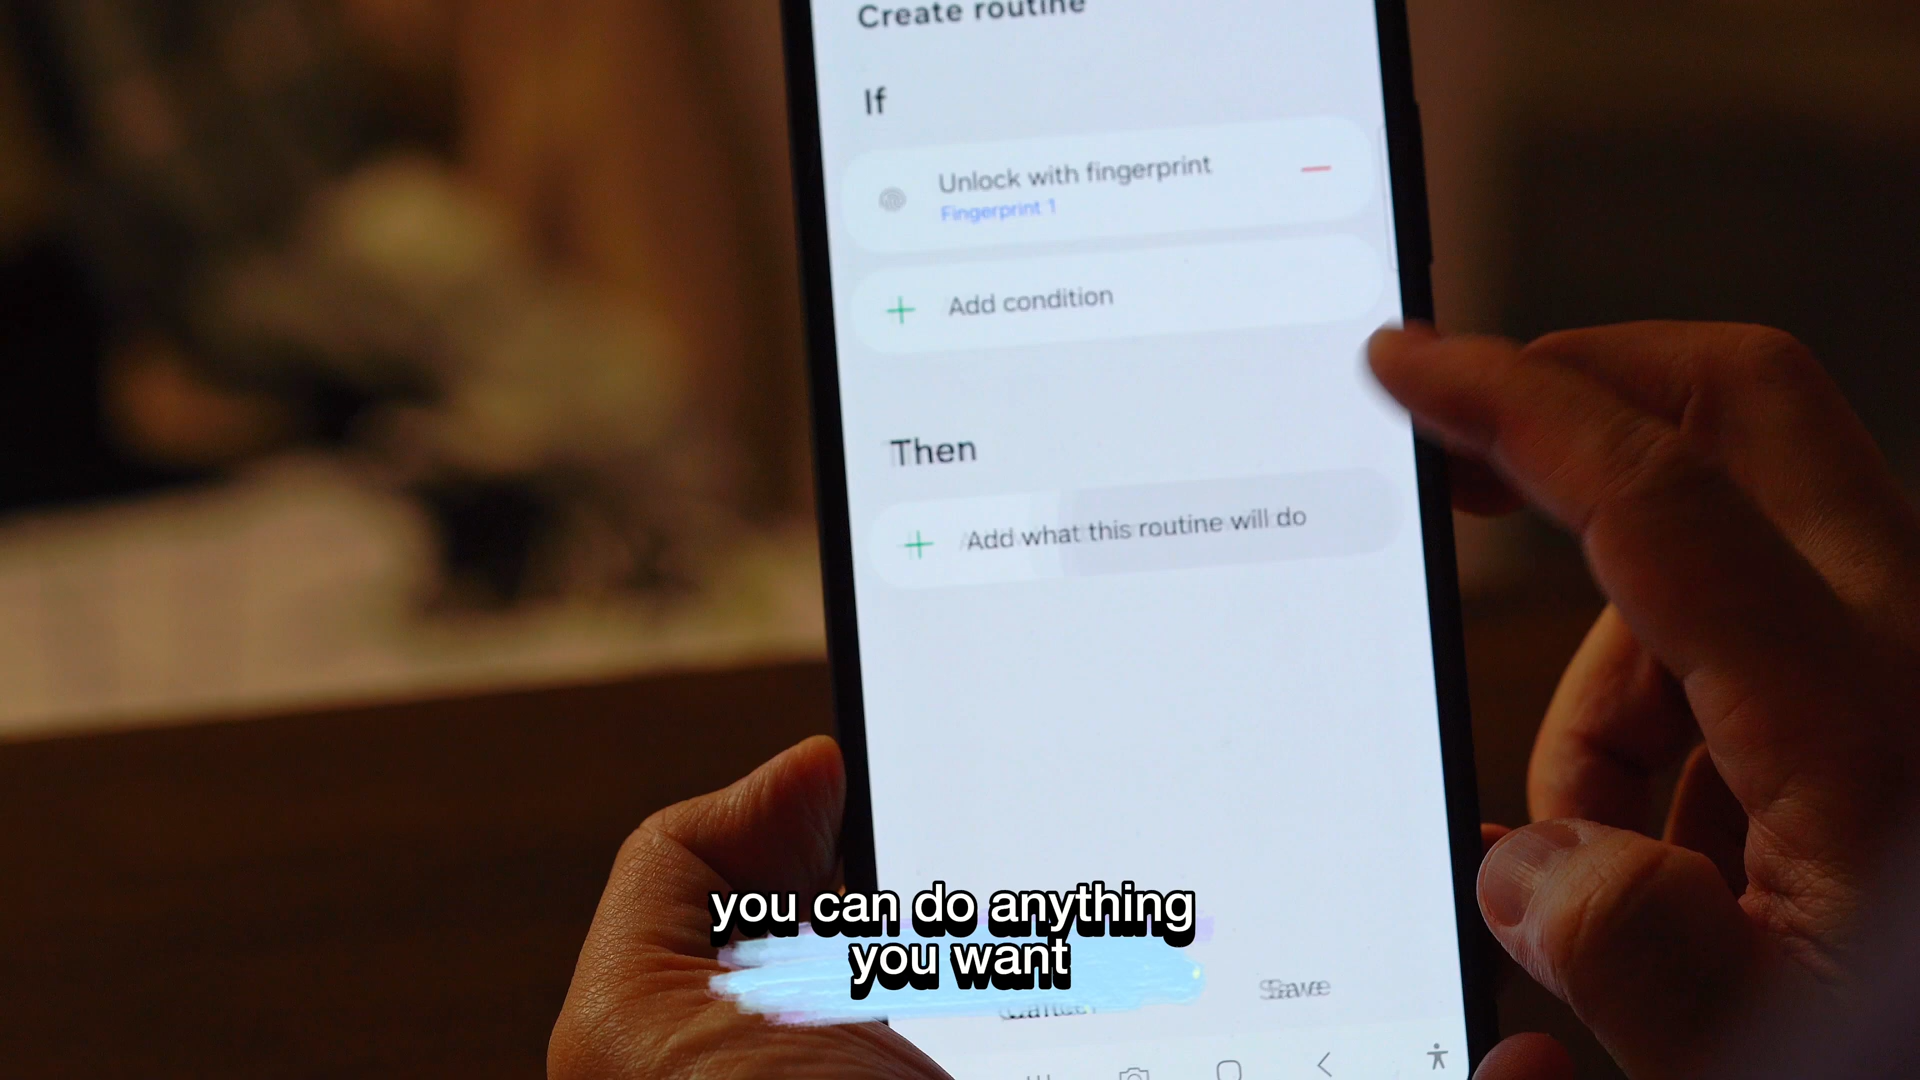 Create routine
If
Unlock with fingerprint
Fingerprint 1
Add condition
Then
Add what this routine will do
you can do anything
you want
Cancel
Save